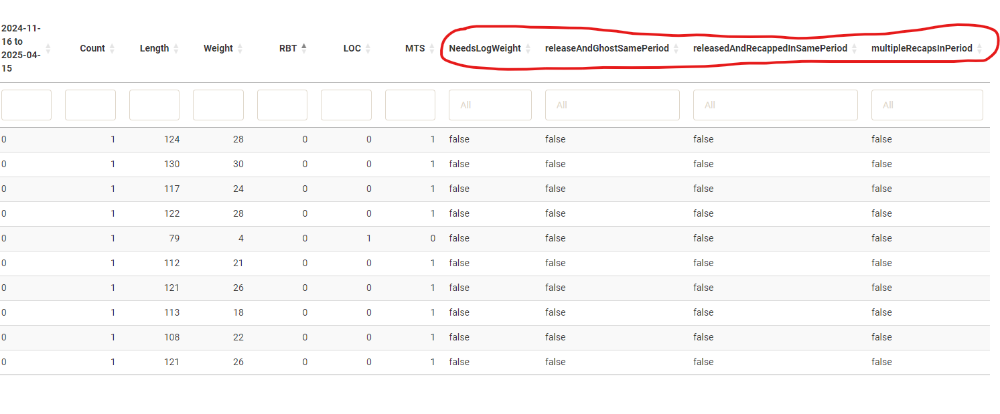 2024-11-16 to 2025-04-15 Count Length Weight RBT LOC MTS NeedsLogWeight releaseAndGhostSamePeriod releasedAndRecappedInSamePeriod multipleRecapsInPeriod
All All All All
0 1 124 28 0 0 1 false false false false
0 1 130 30 0 0 1 false false false false
0 1 117 24 0 0 1 false false false false
0 1 122 28 0 0 1 false false false false
0 1 79 4 0 1 0 false false false false
0 1 112 21 0 0 1 false false false false
0 1 121 26 0 0 1 false false false false
0 1 113 18 0 0 1 false false false false
0 1 108 22 0 0 1 false false false false
0 1 121 26 0 0 1 false false false false